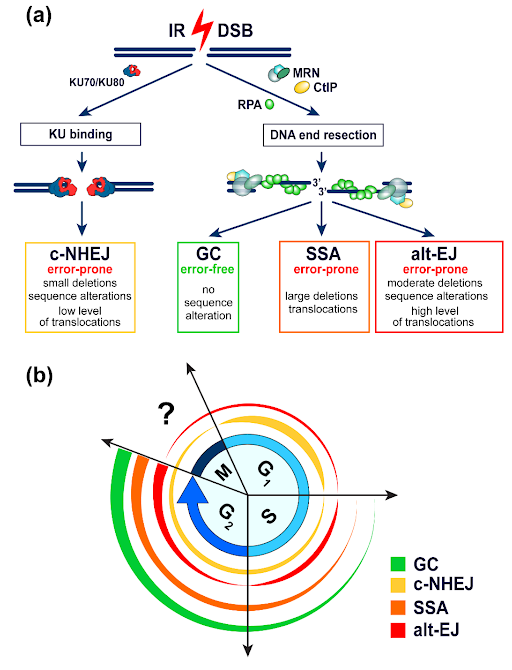 (a)
IR DSB
KU70/KU80
MRN
CtIP
RPA
KU binding
DNA end resection
3’
3’
c-NHEJ
error-prone
small deletions
sequence alterations
low level
of translocations
GC
error-free
no
sequence
alteration
SSA
error-prone
large deletions
translocations
alt-EJ
error-prone
moderate deletions
sequence alterations
high level
of translocations
(b)
?
M
G1
G2
S
GC
c-NHEJ
SSA
alt-EJ